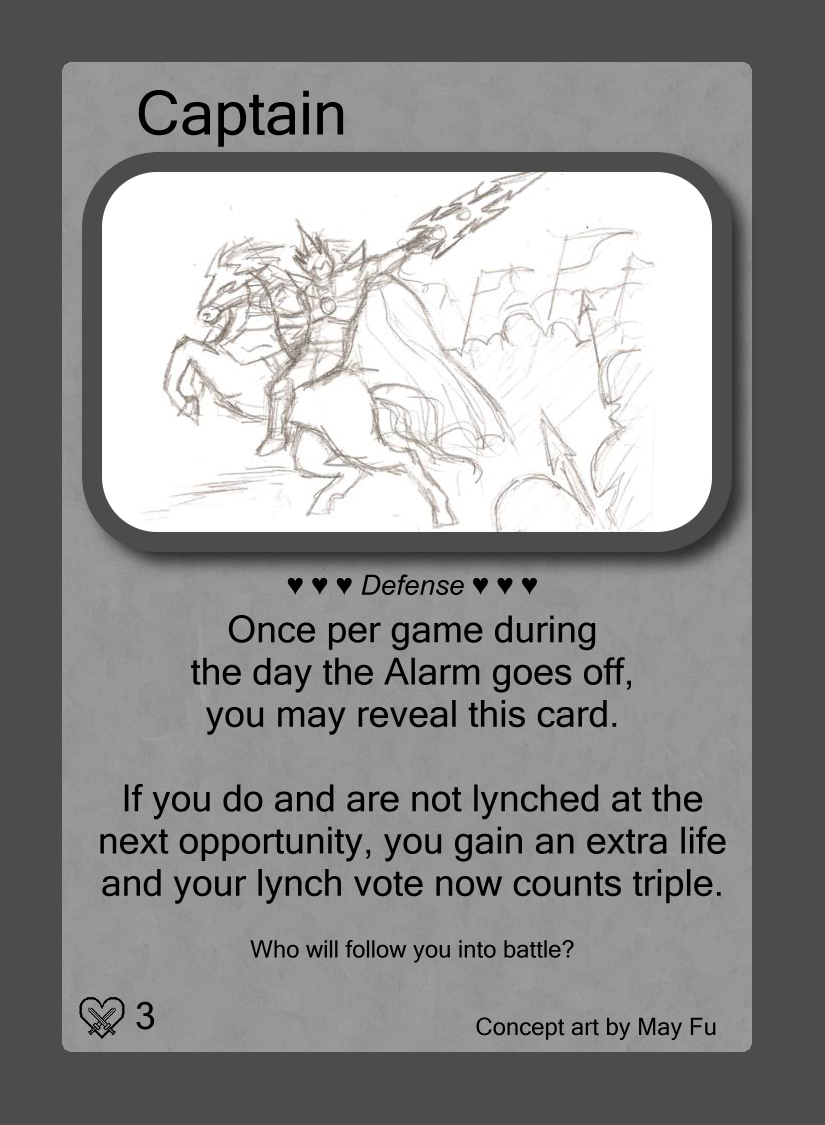 Captain
♥ ♥ ♥ Defense ♥ ♥ ♥
Once per game during
the day the Alarm goes off,
you may reveal this card.
If you do and are not lynched at the
next opportunity, you gain an extra life
and your lynch vote now counts triple.
Who will follow you into battle?
3
Concept art by May Fu